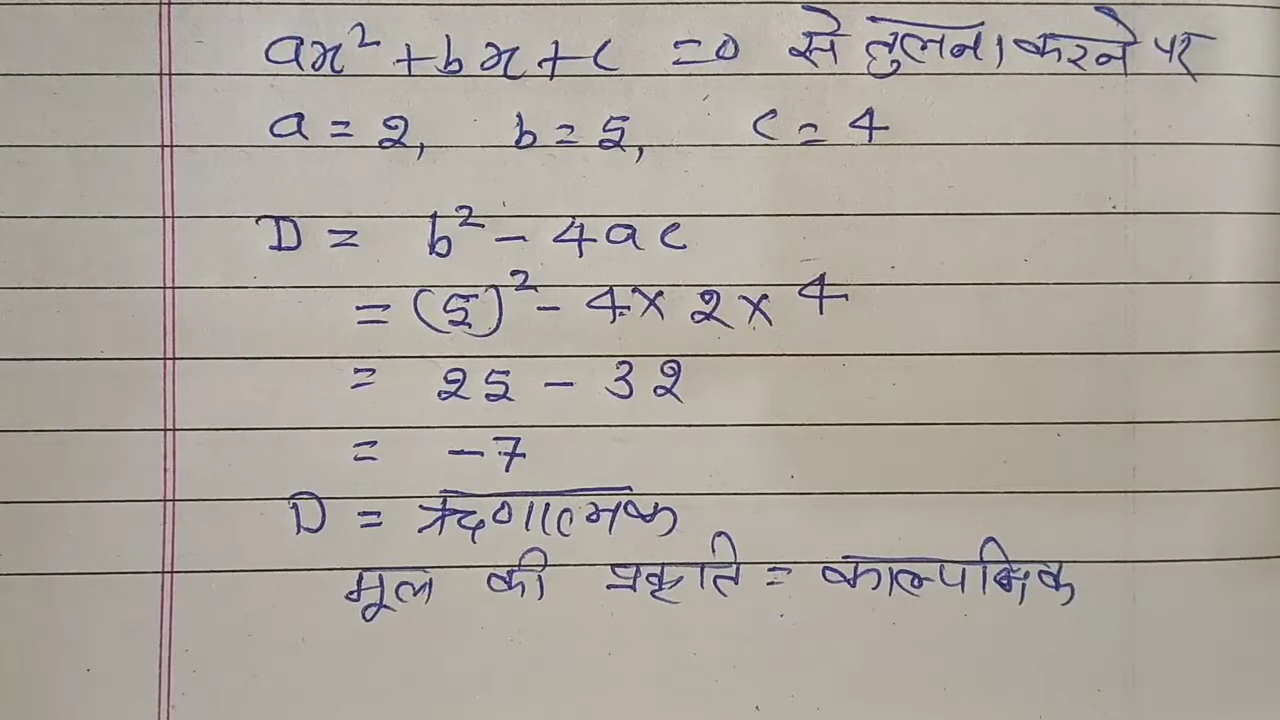 ax² + bx + c = 0 से तुलना करने पर
a = 2, b = 5, c = 4
D = b² - 4ac
= (5)² - 4 × 2 × 4
= 25 - 32
= -7
D = ऋणात्मक
मूल की प्रकृति = काल्पनिक